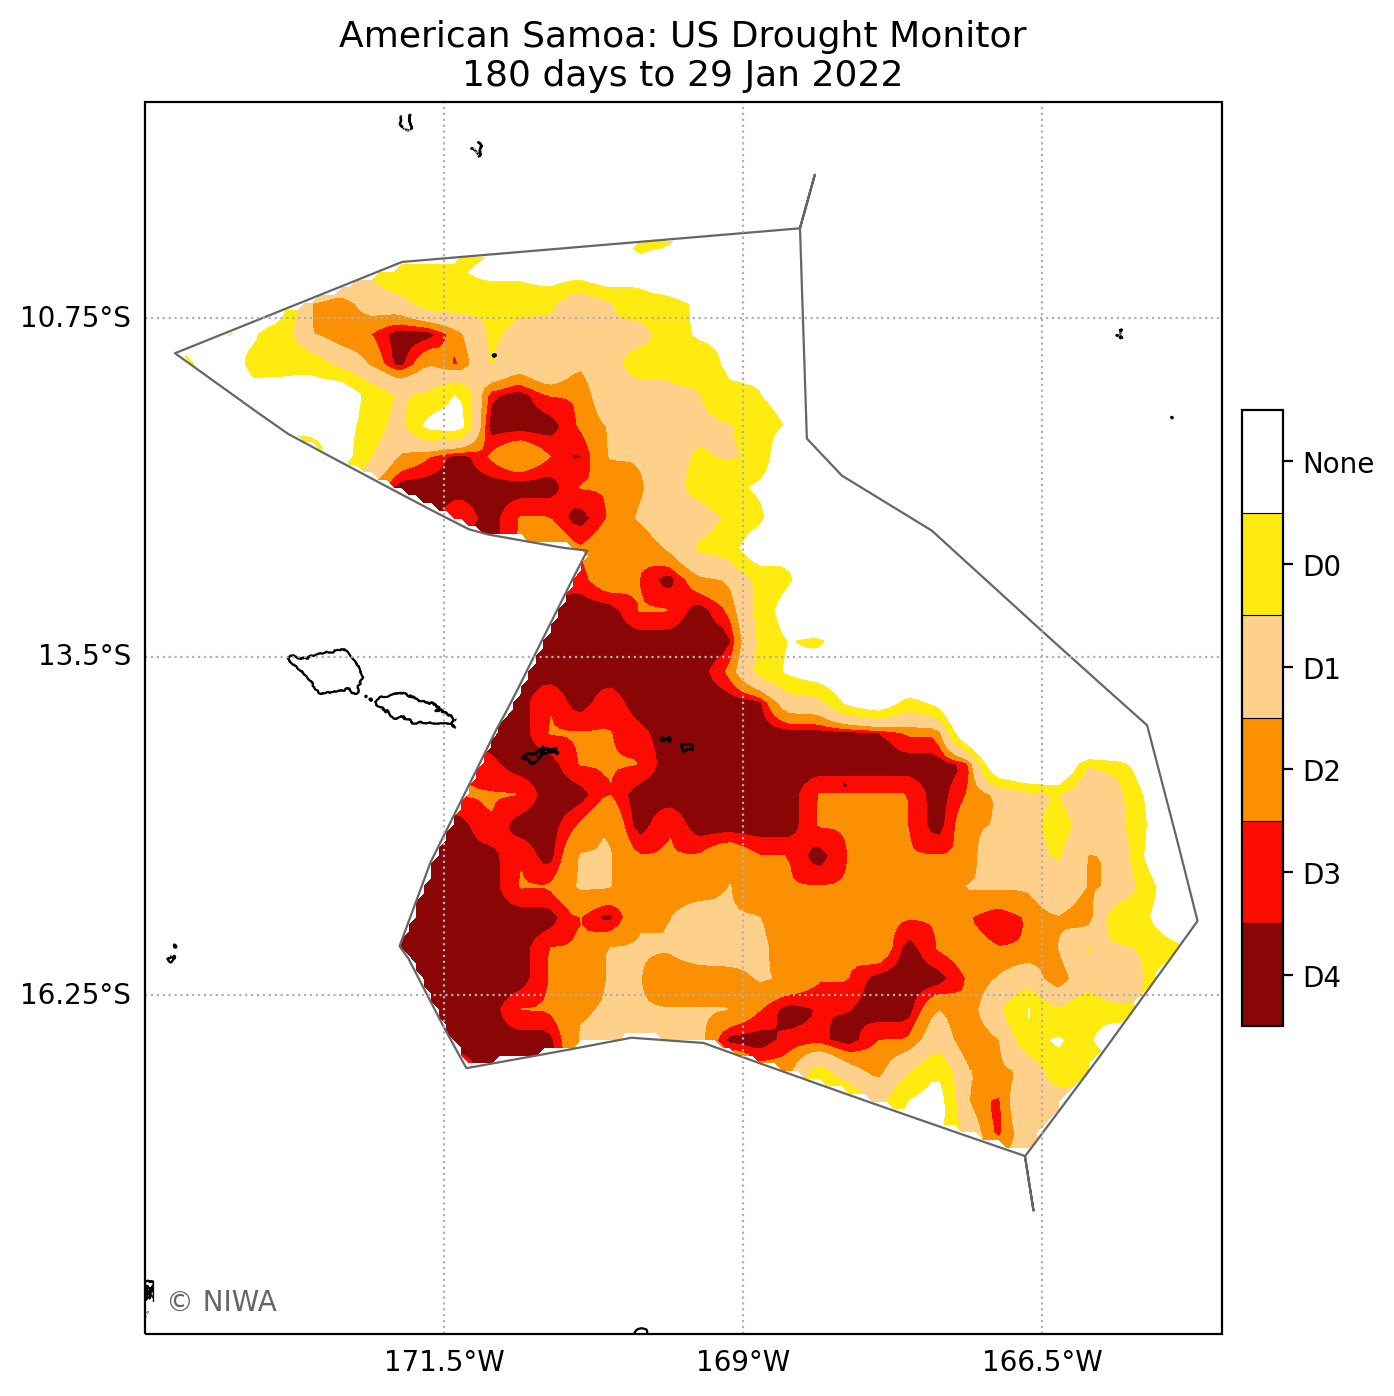 American Samoa: US Drought Monitor
180 days to 29 Jan 2022
10.75°S
13.5°S
16.25°S
171.5°W
169°W
166.5°W
None
D0
D1
D2
D3
D4
© NIWA